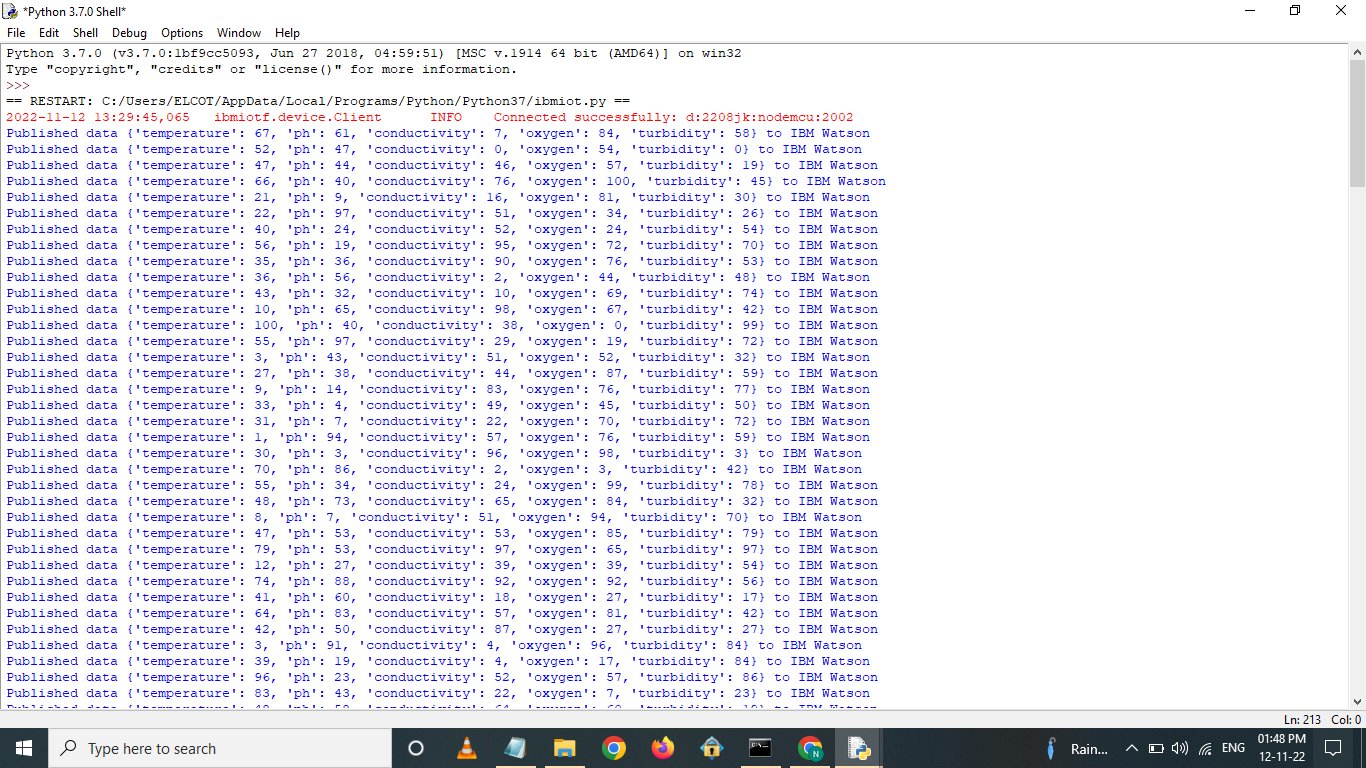 *Python 3.7.0 Shell*
File Edit Shell Debug Options Window Help
Python 3.7.0 (v3.7.0:1bf9cc5093, Jun 27 2018, 04:59:51) [MSC v.1914 64 bit (AMD64)] on win32
Type "copyright", "credits" or "license()" for more information.
>>>
== RESTART: C:/Users/ELCOT/AppData/Local/Programs/Python/Python37/ibmiot.py ==
2022-11-12 13:29:45,065   ibmiotf.device.Client      INFO    Connected successfully: d:2208jk:nodemcu:2002
Published data {'temperature': 67, 'ph': 61, 'conductivity': 7, 'oxygen': 84, 'turbidity': 58} to IBM Watson
Published data {'temperature': 52, 'ph': 47, 'conductivity': 0, 'oxygen': 54, 'turbidity': 0} to IBM Watson
Published data {'temperature': 47, 'ph': 44, 'conductivity': 46, 'oxygen': 57, 'turbidity': 19} to IBM Watson
Published data {'temperature': 66, 'ph': 40, 'conductivity': 76, 'oxygen': 100, 'turbidity': 45} to IBM Watson
Published data {'temperature': 21, 'ph': 9, 'conductivity': 16, 'oxygen': 81, 'turbidity': 30} to IBM Watson
Published data {'temperature': 22, 'ph': 97, 'conductivity': 51, 'oxygen': 34, 'turbidity': 26} to IBM Watson
Published data {'temperature': 40, 'ph': 24, 'conductivity': 52, 'oxygen': 24, 'turbidity': 54} to IBM Watson
Published data {'temperature': 56, 'ph': 19, 'conductivity': 95, 'oxygen': 72, 'turbidity': 70} to IBM Watson
Published data {'temperature': 35, 'ph': 36, 'conductivity': 90, 'oxygen': 76, 'turbidity': 53} to IBM Watson
Published data {'temperature': 36, 'ph': 56, 'conductivity': 2, 'oxygen': 44, 'turbidity': 48} to IBM Watson
Published data {'temperature': 43, 'ph': 32, 'conductivity': 10, 'oxygen': 69, 'turbidity': 74} to IBM Watson
Published data {'temperature': 10, 'ph': 65, 'conductivity': 98, 'oxygen': 67, 'turbidity': 42} to IBM Watson
Published data {'temperature': 100, 'ph': 40, 'conductivity': 38, 'oxygen': 0, 'turbidity': 99} to IBM Watson
Published data {'temperature': 55, 'ph': 97, 'conductivity': 29, 'oxygen': 19, 'turbidity': 72} to IBM Watson
Published data {'temperature': 3, 'ph': 43, 'conductivity': 51, 'oxygen': 52, 'turbidity': 32} to IBM Watson
Published data {'temperature': 27, 'ph': 38, 'conductivity': 44, 'oxygen': 87, 'turbidity': 59} to IBM Watson
Published data {'temperature': 9, 'ph': 14, 'conductivity': 83, 'oxygen': 76, 'turbidity': 77} to IBM Watson
Published data {'temperature': 33, 'ph': 4, 'conductivity': 49, 'oxygen': 45, 'turbidity': 50} to IBM Watson
Published data {'temperature': 31, 'ph': 7, 'conductivity': 22, 'oxygen': 70, 'turbidity': 72} to IBM Watson
Published data {'temperature': 1, 'ph': 94, 'conductivity': 57, 'oxygen': 76, 'turbidity': 59} to IBM Watson
Published data {'temperature': 30, 'ph': 3, 'conductivity': 96, 'oxygen': 98, 'turbidity': 3} to IBM Watson
Published data {'temperature': 70, 'ph': 86, 'conductivity': 2, 'oxygen': 3, 'turbidity': 42} to IBM Watson
Published data {'temperature': 55, 'ph': 34, 'conductivity': 24, 'oxygen': 99, 'turbidity': 78} to IBM Watson
Published data {'temperature': 48, 'ph': 73, 'conductivity': 65, 'oxygen': 84, 'turbidity': 32} to IBM Watson
Published data {'temperature': 8, 'ph': 7, 'conductivity': 51, 'oxygen': 94, 'turbidity': 70} to IBM Watson
Published data {'temperature': 47, 'ph': 53, 'conductivity': 53, 'oxygen': 85, 'turbidity': 79} to IBM Watson
Published data {'temperature': 79, 'ph': 53, 'conductivity': 97, 'oxygen': 65, 'turbidity': 97} to IBM Watson
Published data {'temperature': 12, 'ph': 27, 'conductivity': 39, 'oxygen': 39, 'turbidity': 54} to IBM Watson
Published data {'temperature': 74, 'ph': 88, 'conductivity': 92, 'oxygen': 92, 'turbidity': 56} to IBM Watson
Published data {'temperature': 41, 'ph': 60, 'conductivity': 18, 'oxygen': 27, 'turbidity': 17} to IBM Watson
Published data {'temperature': 64, 'ph': 83, 'conductivity': 57, 'oxygen': 81, 'turbidity': 42} to IBM Watson
Published data {'temperature': 42, 'ph': 50, 'conductivity': 87, 'oxygen': 27, 'turbidity': 27} to IBM Watson
Published data {'temperature': 3, 'ph': 91, 'conductivity': 4, 'oxygen': 96, 'turbidity': 84} to IBM Watson
Published data {'temperature': 39, 'ph': 19, 'conductivity': 4, 'oxygen': 17, 'turbidity': 84} to IBM Watson
Published data {'temperature': 96, 'ph': 23, 'conductivity': 52, 'oxygen': 57, 'turbidity': 86} to IBM Watson
Published data {'temperature': 83, 'ph': 43, 'conductivity': 22, 'oxygen': 7, 'turbidity': 23} to IBM Watson
Ln: 213 Col: 0
Type here to search
Rain... ENG
01:48 PM
12-11-22